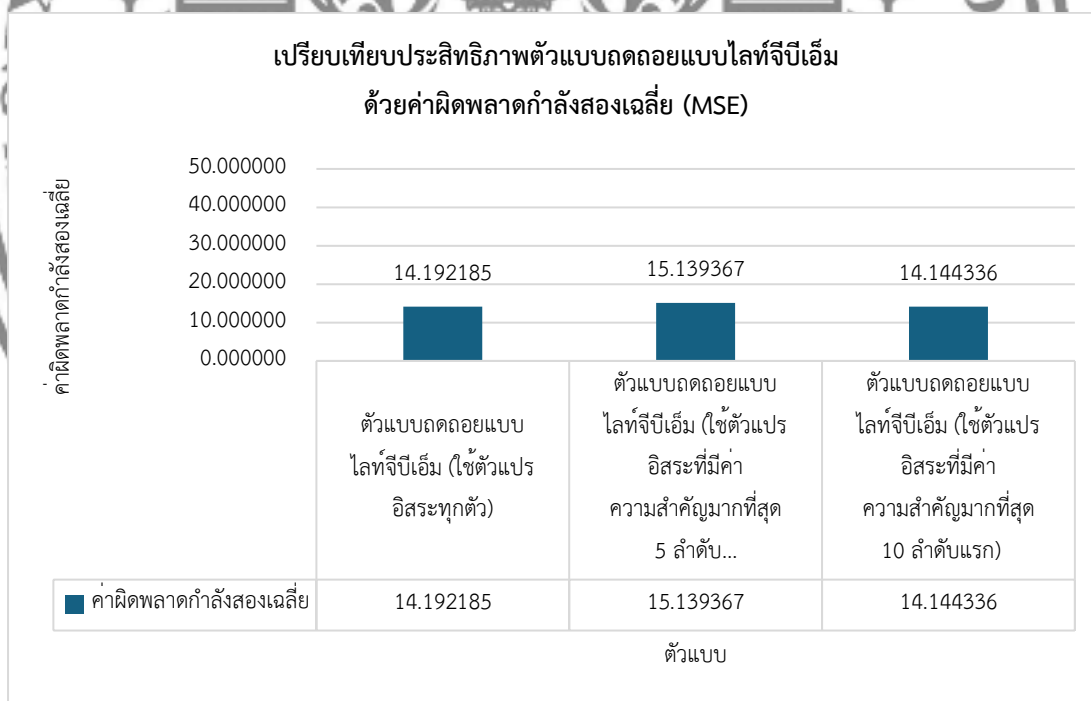 เปรียบเทียบประสิทธิภาพตัวแบบถดถอยแบบไลท์จีบีเอ็ม
ด้วยค่าผิดพลาดกำลังสองเฉลี่ย (MSE)
ค่าผิดพลาดกำลังสองเฉลี่ย
50.000000
40.000000
30.000000
20.000000
10.000000
0.000000
14.192185
15.139367
14.144336
ตัวแบบถดถอยแบบ
ไลท์จีบีเอ็ม (ใช้ตัวแปร
อิสระทุกตัว)
ตัวแบบถดถอยแบบ
ไลท์จีบีเอ็ม (ใช้ตัวแปร
อิสระที่มีค่า
ความสำคัญมากที่สุด
5 ลำดับ...
ตัวแบบถดถอยแบบ
ไลท์จีบีเอ็ม (ใช้ตัวแปร
อิสระที่มีค่า
ความสำคัญมากที่สุด
10 ลำดับแรก)
ค่าผิดพลาดกำลังสองเฉลี่ย 14.192185 15.139367 14.144336
ตัวแบบ